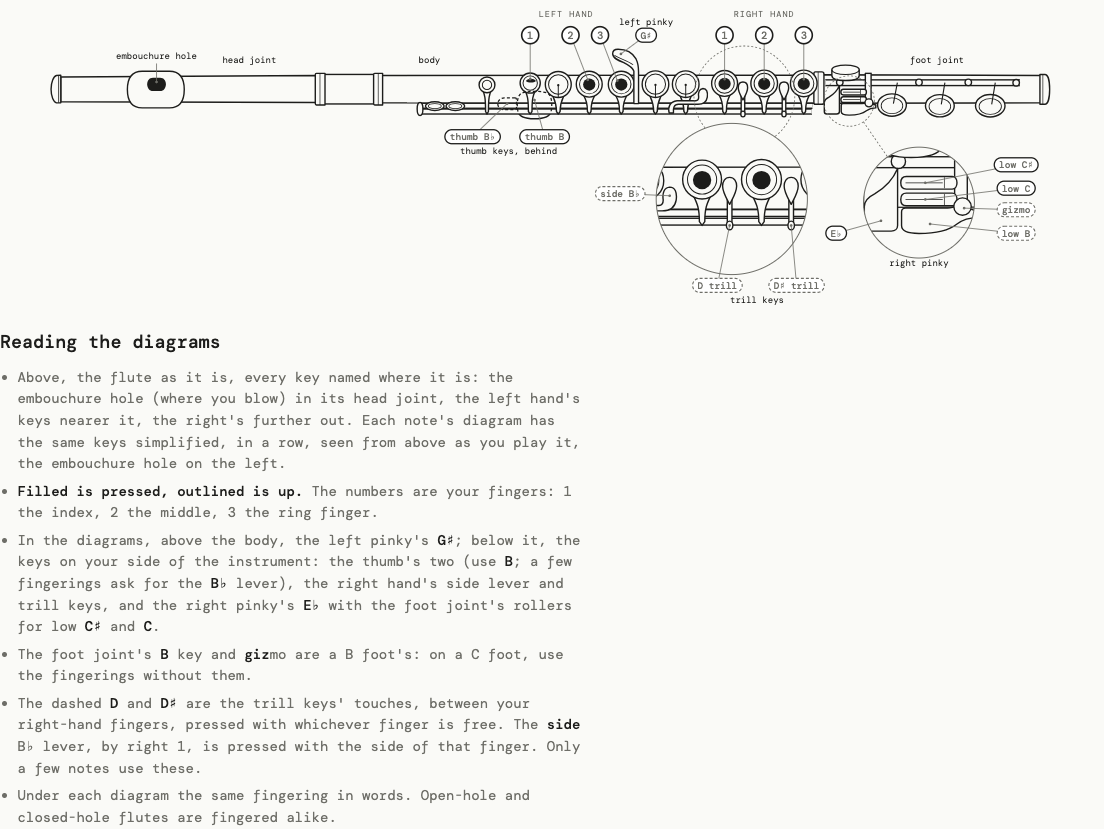 LEFT HAND
RIGHT HAND
left pinky
G♯
1
2
3
1
2
3
embouchure hole
head joint
body
foot joint
thumb B♭
thumb B
thumb keys, behind
side B♭
low C♯
low C
gizmo
low B
E♭
right pinky
D trill
D♯ trill
trill keys
Reading the diagrams
• Above, the flute as it is, every key named where it is: the
embouchure hole (where you blow) in its head joint, the left hand's
keys nearer it, the right's further out. Each note's diagram has
the same keys simplified, in a row, seen from above as you play it,
the embouchure hole on the left.
• Filled is pressed, outlined is up. The numbers are your fingers: 1
the index, 2 the middle, 3 the ring finger.
• In the diagrams, above the body, the left pinky's G♯; below it, the
keys on your side of the instrument: the thumb's two (use B; a few
fingerings ask for the B♭ lever), the right hand's side lever and
trill keys, and the right pinky's E♭ with the foot joint's rollers
for low C♯ and C.
• The foot joint's B key and gizmo are a B foot's: on a C foot, use
the fingerings without them.
• The dashed D and D♯ are the trill keys' touches, between your
right-hand fingers, pressed with whichever finger is free. The side
B♭ lever, by right 1, is pressed with the side of that finger. Only
a few notes use these.
• Under each diagram the same fingering in words. Open-hole and
closed-hole flutes are fingered alike.